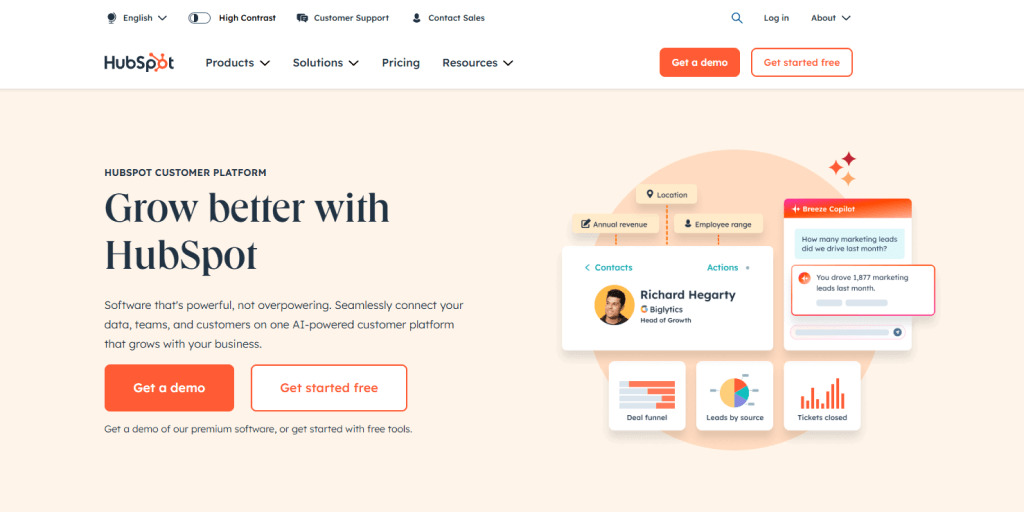 English
High Contrast
Customer Support
Contact Sales
Log in
About
HubSpot
Products
Solutions
Pricing
Resources
Get a demo
Get started free
HUBSPOT CUSTOMER PLATFORM
Grow better with
HubSpot
Software that's powerful, not overpowering. Seamlessly connect your
data, teams, and customers on one AI-powered customer platform
that grows with your business.
Get a demo
Get started free
Get a demo of our premium software, or get started with free tools.
Location
Annual revenue
Employee range
Contacts
Actions
Richard Hegarty
Biglytics
Head of Growth
Breeze Copilot
How many marketing leads
did we drive last month?
You drove 1,877 marketing
leads last month.
Deal funnel
Leads by source
Tickets closed